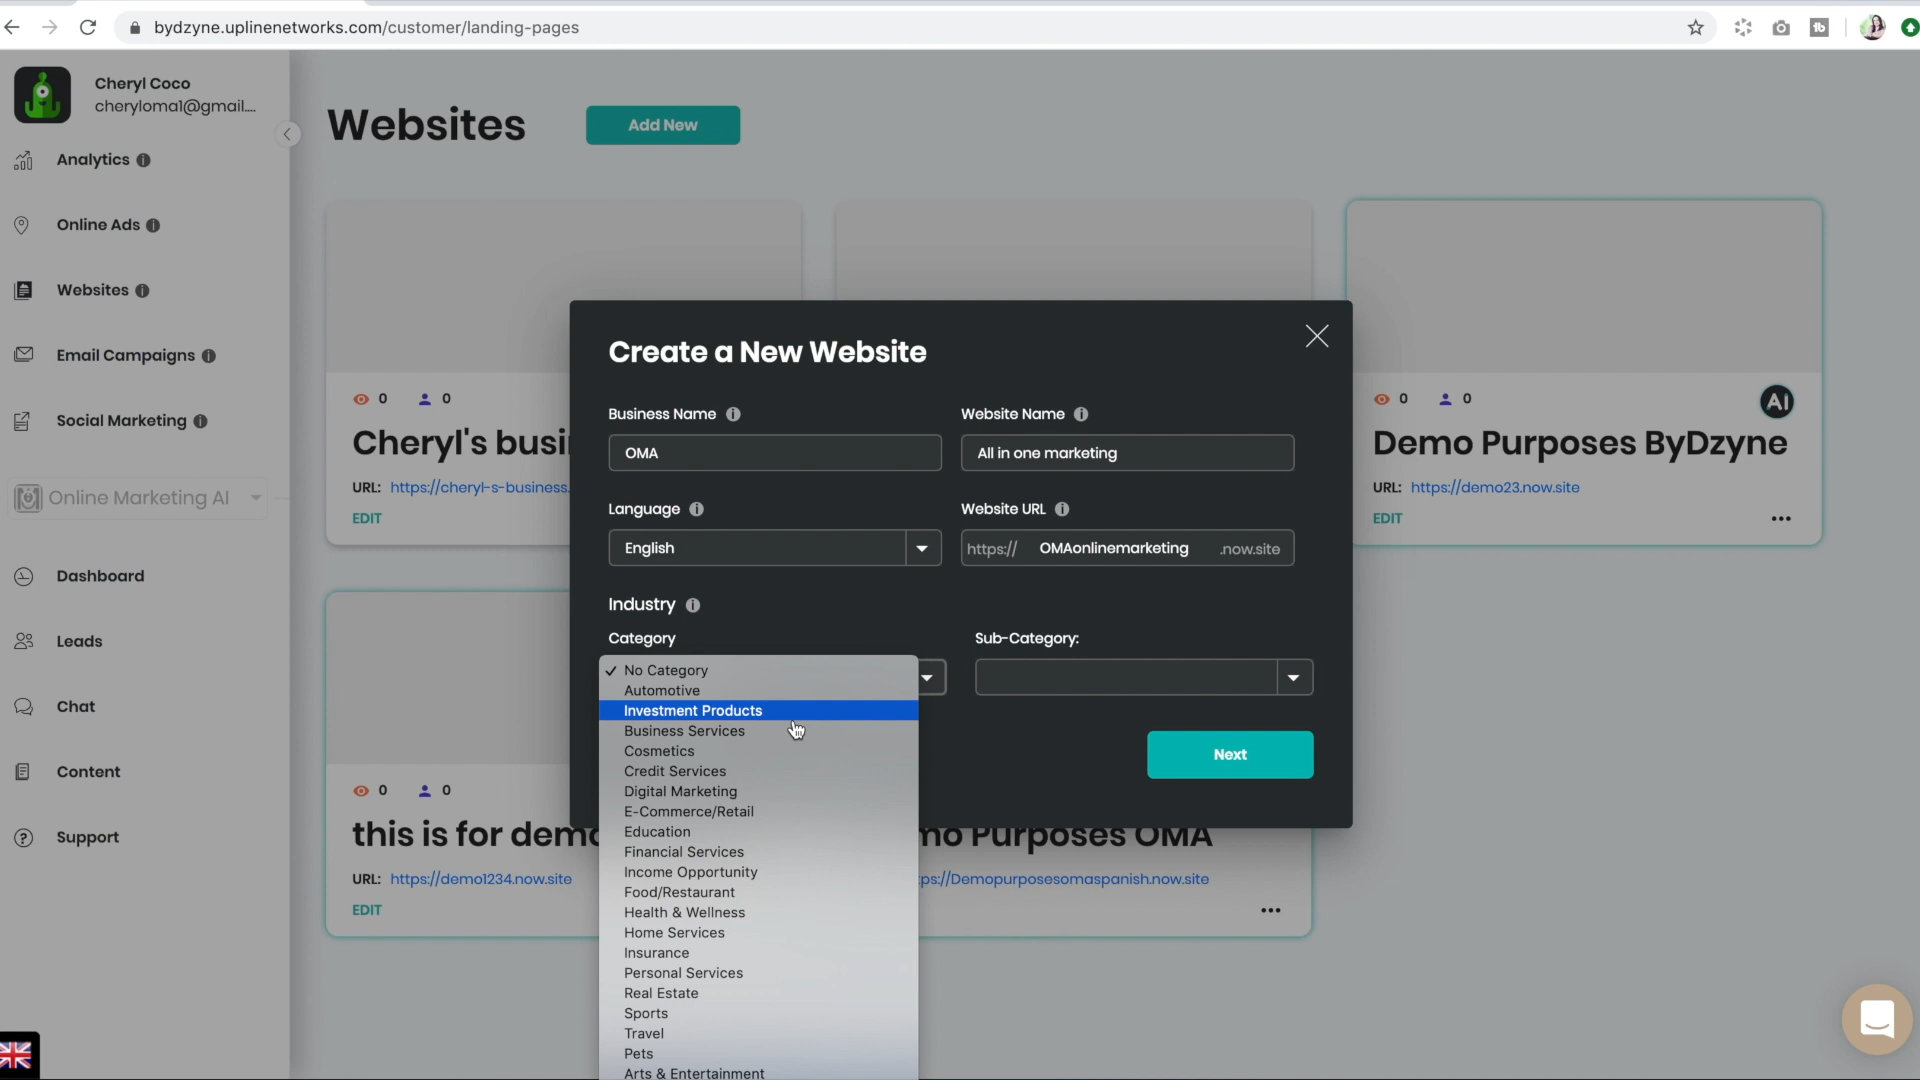 bydzyne.uplinenetworks.com/customer/landing-pages
Cheryl Coco
cheryloma1@gmail....
Analytics
Online Ads
Websites
Email Campaigns
Social Marketing
Online Marketing AI
Dashboard
Leads
Chat
Content
Support
Websites
Add New
0 0
Cheryl's busi
URL: https://cheryl-s-business.
EDIT
0 0
AI
Demo Purposes ByDzyne
URL: https://demo23.now.site
EDIT
0 0
this is for demo
URL: https://demo1234.now.site
EDIT
mo Purposes OMA
ps://Demopurposesomaspanish.now.site
Create a New Website
Business Name
OMA
Website Name
All in one marketing
Language
English
Website URL
https:// OMAonlinemarketing .now.site
Industry
Category
Sub-Category:
✓ No Category
Automotive
Investment Products
Business Services
Cosmetics
Credit Services
Digital Marketing
E-Commerce/Retail
Education
Financial Services
Income Opportunity
Food/Restaurant
Health & Wellness
Home Services
Insurance
Personal Services
Real Estate
Sports
Travel
Pets
Arts & Entertainment
Next